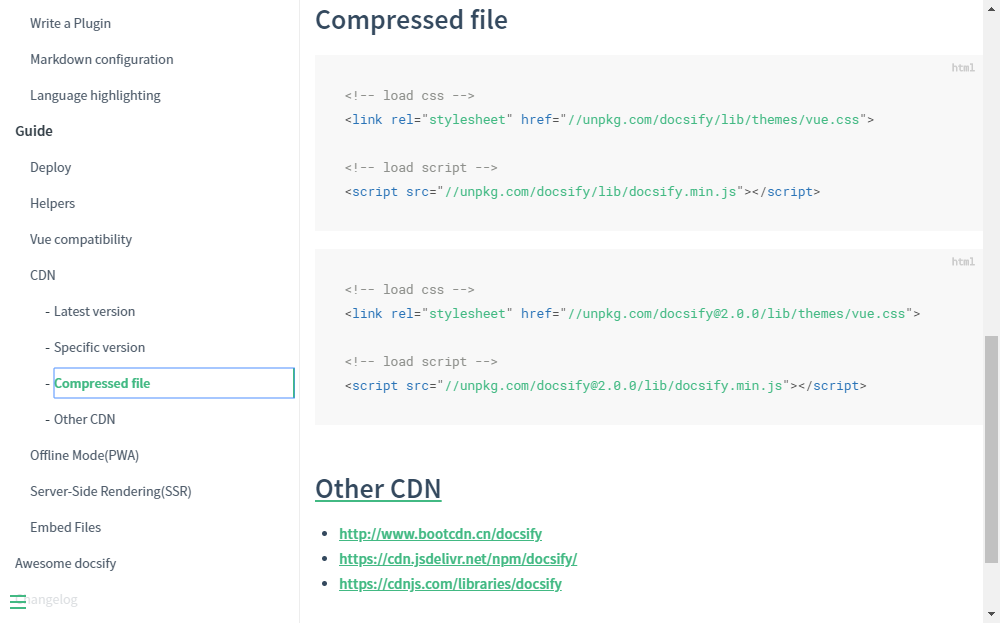 Write a Plugin
Markdown configuration
Language highlighting
Guide
Deploy
Helpers
Vue compatibility
CDN
- Latest version
- Specific version
- Compressed file
- Other CDN
Offline Mode(PWA)
Server-Side Rendering(SSR)
Embed Files
Awesome docsify
Changelog
Compressed file
html
<!-- load css -->
<link rel="stylesheet" href="//unpkg.com/docsify/lib/themes/vue.css">
<!-- load script -->
<script src="//unpkg.com/docsify/lib/docsify.min.js"></script>
html
<!-- load css -->
<link rel="stylesheet" href="//unpkg.com/docsify@2.0.0/lib/themes/vue.css">
<!-- load script -->
<script src="//unpkg.com/docsify@2.0.0/lib/docsify.min.js"></script>
Other CDN
• http://www.bootcdn.cn/docsify
• https://cdn.jsdelivr.net/npm/docsify/
• https://cdnjs.com/libraries/docsify